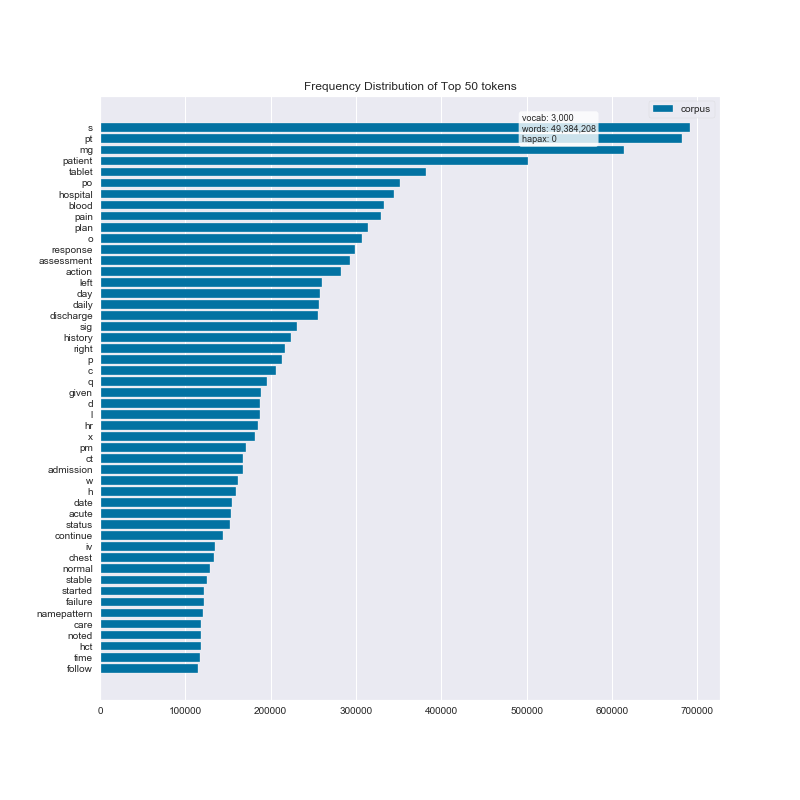 Frequency Distribution of Top 50 tokens
corpus
vocab: 3,000
words: 49,384,208
hapax: 0
s
pt
mg
patient
tablet
po
hospital
blood
pain
plan
o
response
assessment
action
left
day
daily
discharge
sig
history
right
p
c
q
given
d
l
hr
x
pm
ct
admission
w
h
date
acute
status
continue
iv
chest
normal
stable
started
failure
namepattern
care
noted
hct
time
follow
0 100000 200000 300000 400000 500000 600000 700000